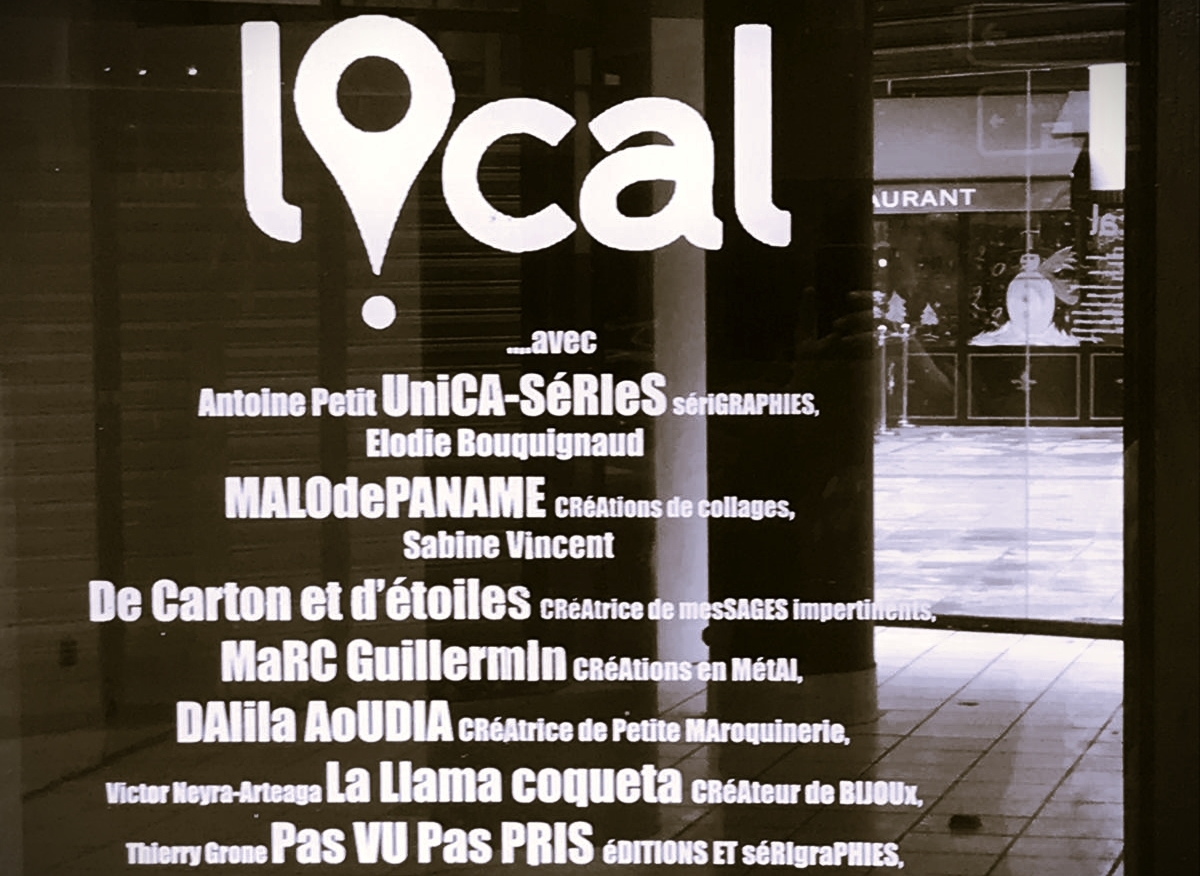 local
....avec
Antoine Petit UniCA-SéRIeS sériGRAPHIES,
Elodie Bouquignaud
MALOdePANAME CRéAtions de collages,
Sabine Vincent
De Carton et d'étoiles CRéAtrice de mesSAGES impertinents,
MaRC GuillermIn CRéAtions en MétAl,
DAlila AoUDIA CRéAtrice de Petite MAroquinerie,
Victor Neyra-Arteaga La Llama coqueta CRéAteur de BIJOUx,
Thierry Grone Pas VU Pas PRIS éDITIONS ET séRIgraPHIES,
AURANT